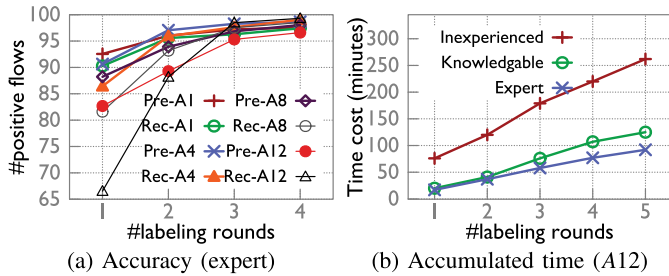 100
95
90
85
80
75
70
65
#positive flows
Pre-A1
Pre-A8
Rec-A1
Rec-A8
Pre-A4
Pre-A12
Rec-A4
Rec-A12
1
2
3
4
#labeling rounds
(a) Accuracy (expert)
300
250
200
150
100
50
0
Time cost (minutes)
Inexperienced
Knowledgable
Expert
1
2
3
4
5
#labeling rounds
(b) Accumulated time (A12)